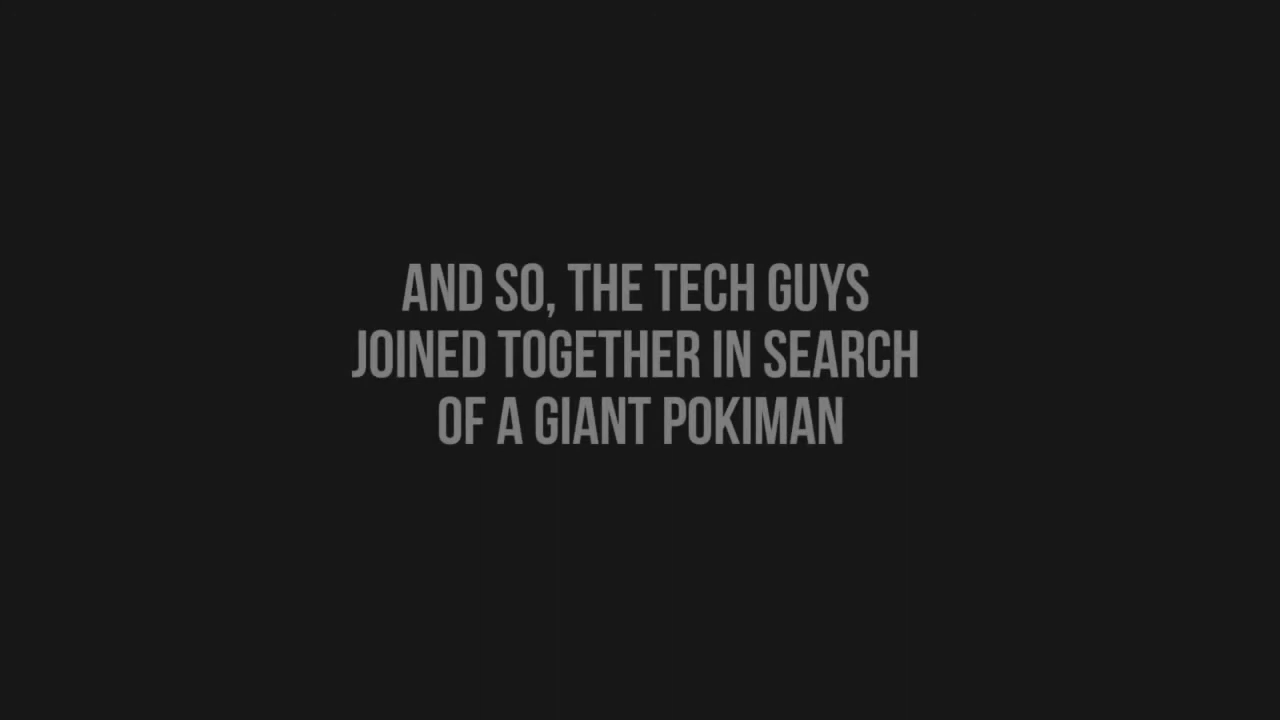 AND SO, THE TECH GUYS
JOINED TOGETHER IN SEARCH
OF A GIANT POKIMAN